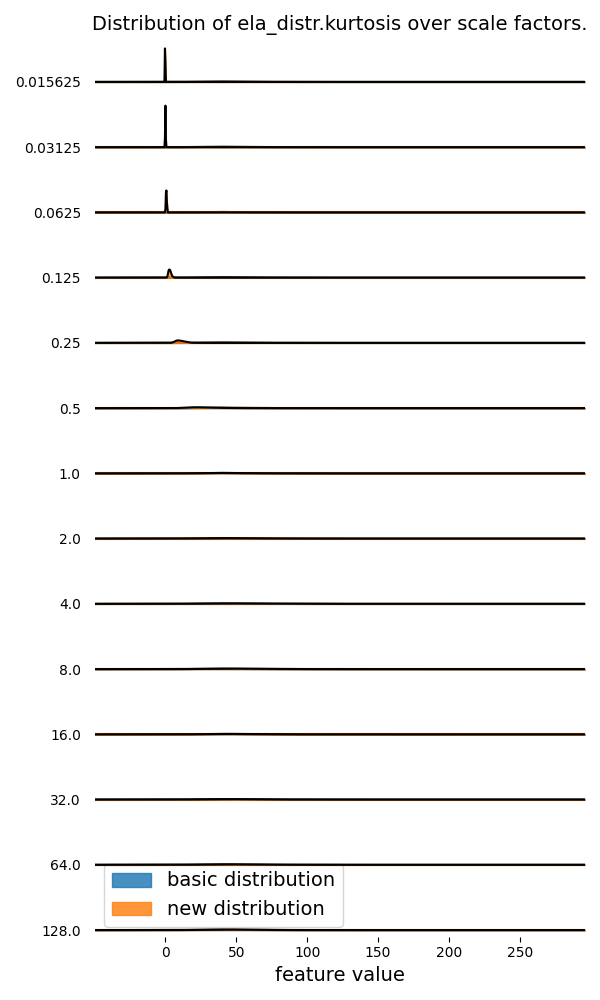 Distribution of ela_distr.kurtosis over scale factors.
0.015625
0.03125
0.0625
0.125
0.25
0.5
1.0
2.0
4.0
8.0
16.0
32.0
64.0
basic distribution
new distribution
128.0
0 50 100 150 200 250
feature value